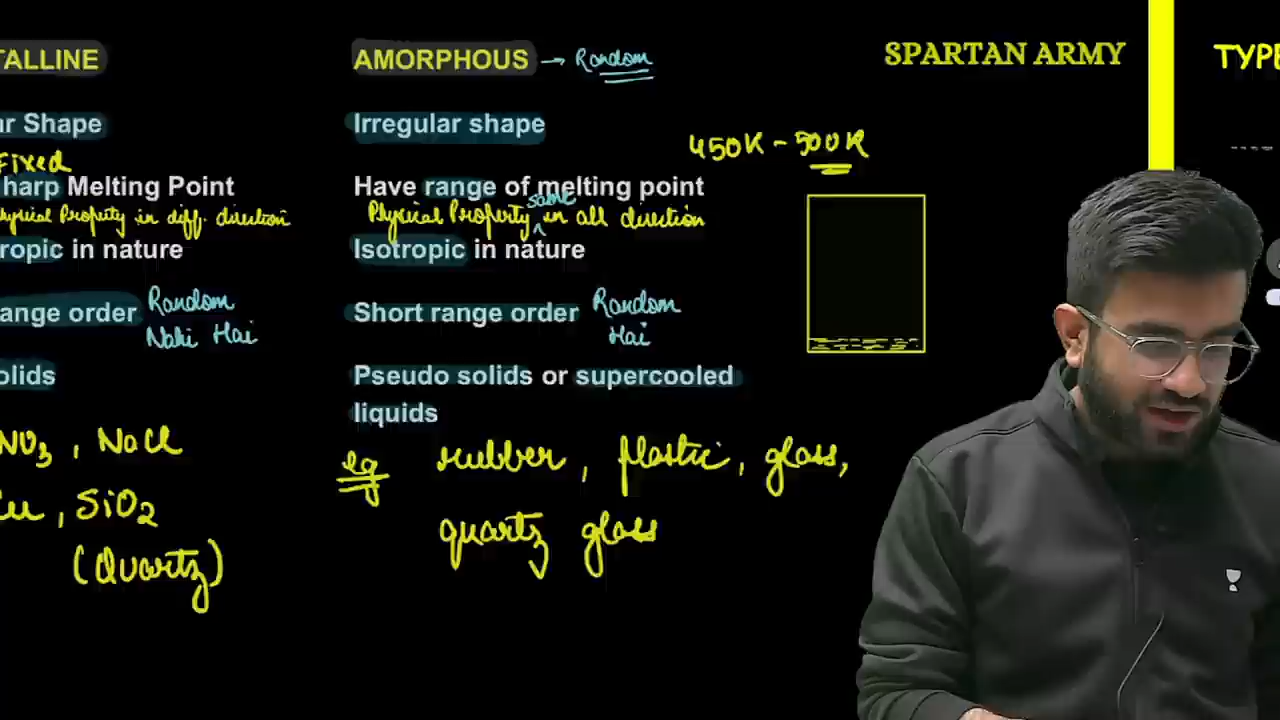 TALLINE
AMORPHOUS → Random
SPARTAN ARMY
TYPE
ar Shape
Irregular shape
450K - 500K
Fixed
harp Melting Point
Have range of melting point
hysical Property in diff. direction
Physical Property same in all direction
ropic in nature
Isotropic in nature
ange order Random
Nahi Hai
Short range order Random
Hai
olids
Pseudo solids or supercooled
liquids
NO3, NaCl
eg rubber, plastic, glass,
Cu, SiO2
(Quartz)
quartz glass